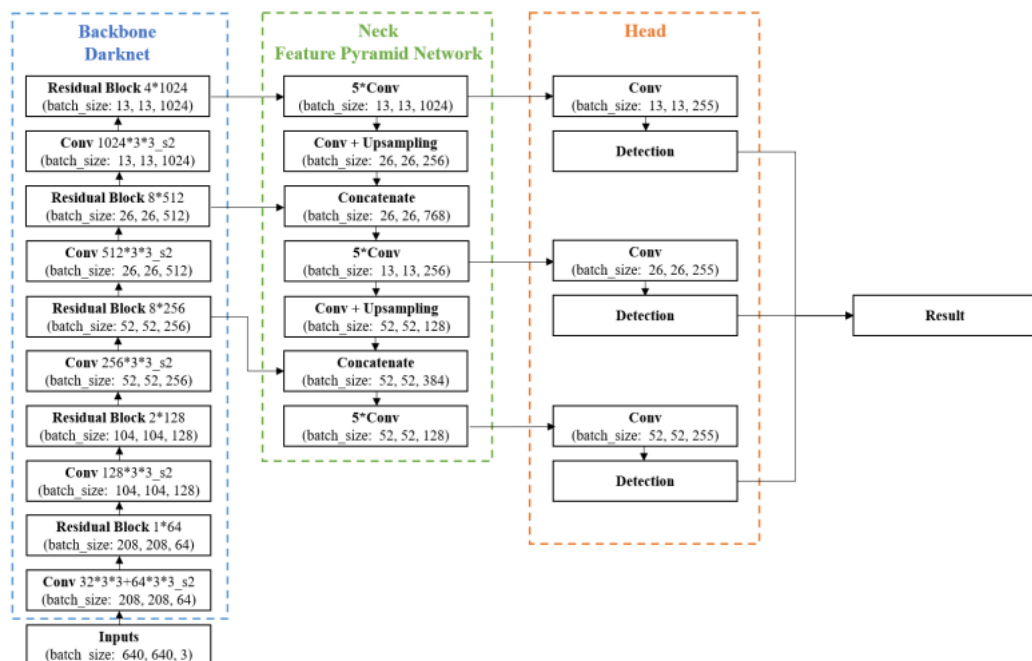 Backbone
Darknet
Residual Block 4*1024
(batch_size: 13, 13, 1024)
Conv 1024*3*3_s2
(batch_size: 13, 13, 1024)
Residual Block 8*512
(batch_size: 26, 26, 512)
Conv 512*3*3_s2
(batch_size: 26, 26, 512)
Residual Block 8*256
(batch_size: 52, 52, 256)
Conv 256*3*3_s2
(batch_size: 52, 52, 256)
Residual Block 2*128
(batch_size: 104, 104, 128)
Conv 128*3*3_s2
(batch_size: 104, 104, 128)
Residual Block 1*64
(batch_size: 208, 208, 64)
Conv 32*3*3+64*3*3_s2
(batch_size: 208, 208, 64)
Inputs
(batch_size: 640, 640, 3)
Neck
Feature Pyramid Network
5*Conv
(batch_size: 13, 13, 1024)
Conv + Upsampling
(batch_size: 26, 26, 256)
Concatenate
(batch_size: 26, 26, 768)
5*Conv
(batch_size: 13, 13, 256)
Conv + Upsampling
(batch_size: 52, 52, 128)
Concatenate
(batch_size: 52, 52, 384)
5*Conv
(batch_size: 52, 52, 128)
Head
Conv
(batch_size: 13, 13, 255)
Detection
Conv
(batch_size: 26, 26, 255)
Detection
Conv
(batch_size: 52, 52, 255)
Detection
Result